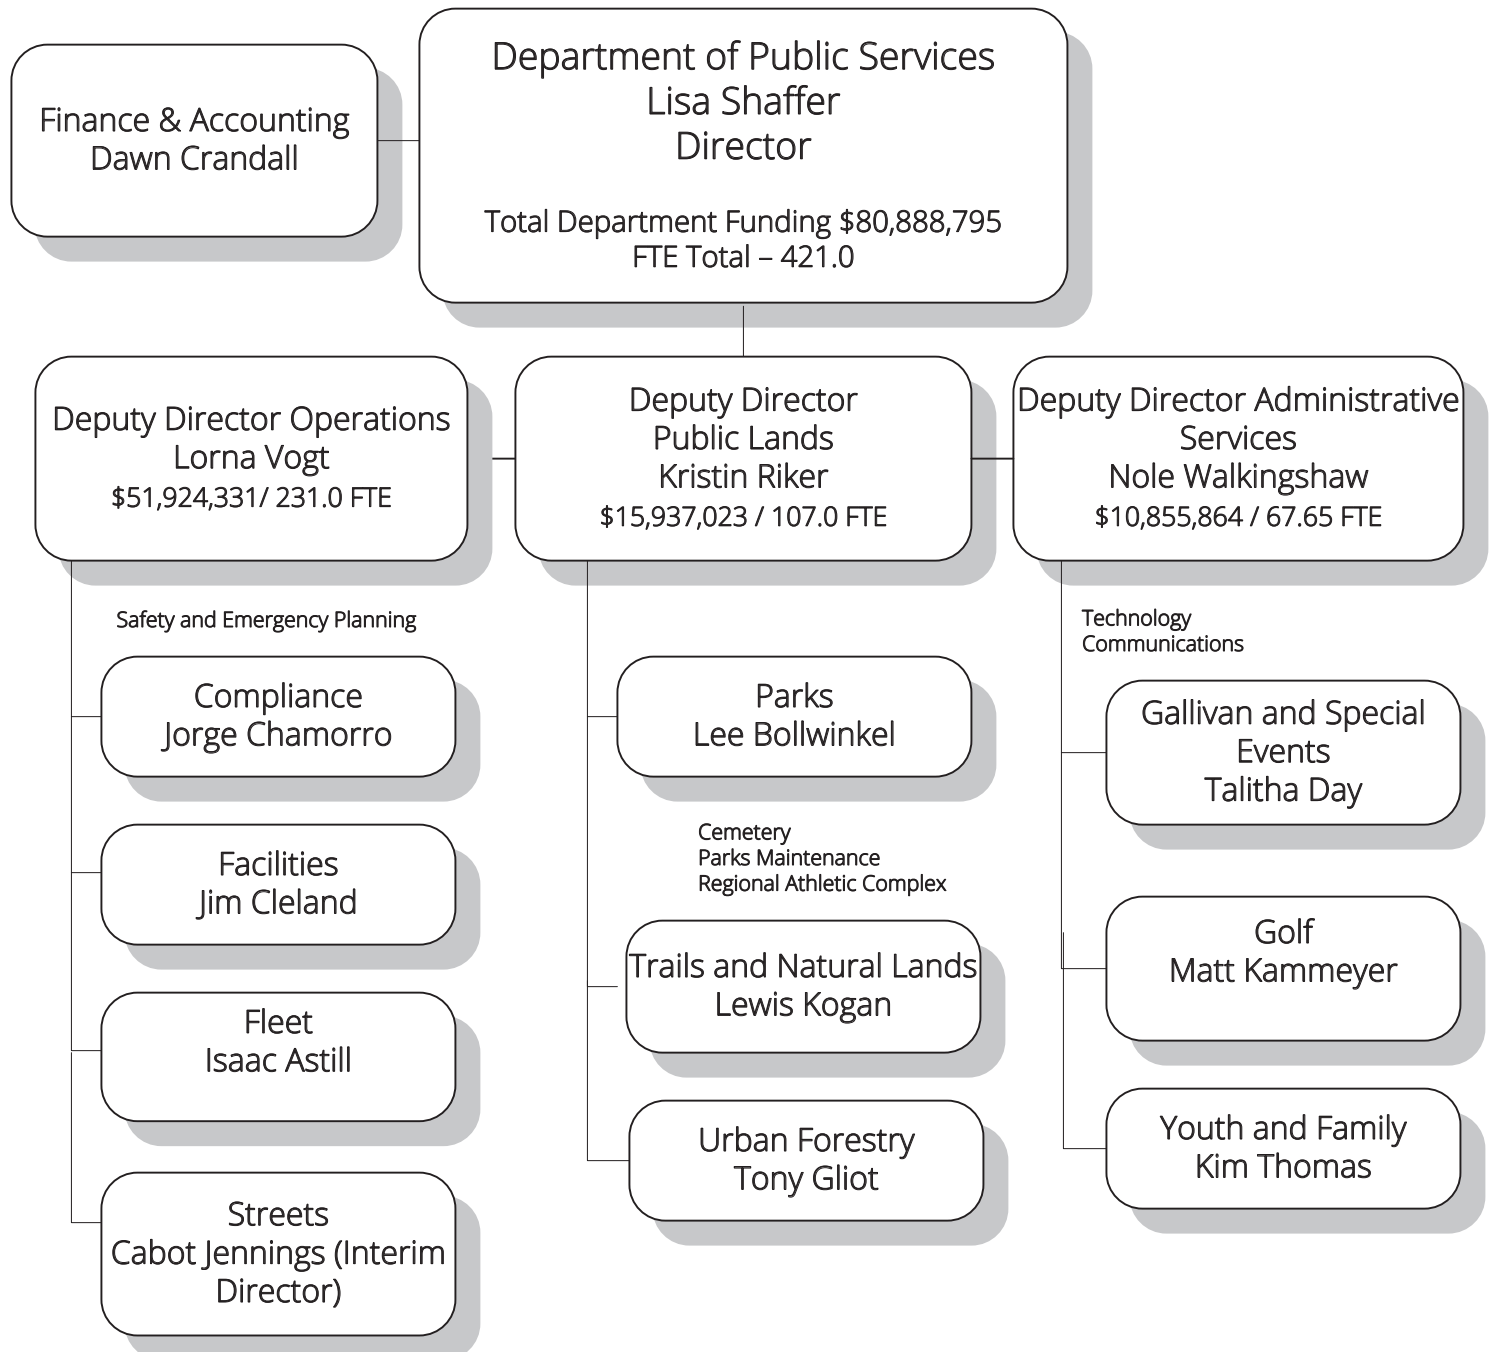 Finance & Accounting
Dawn Crandall
Department of Public Services
Lisa Shaffer
Director
Total Department Funding $80,888,795
FTE Total – 421.0
Deputy Director Operations
Lorna Vogt
$51,924,331/ 231.0 FTE
Deputy Director
Public Lands
Kristin Riker
$15,937,023 / 107.0 FTE
Deputy Director Administrative
Services
Nole Walkingshaw
$10,855,864 / 67.65 FTE
Safety and Emergency Planning
Compliance
Jorge Chamorro
Facilities
Jim Cleland
Fleet
Isaac Astill
Streets
Cabot Jennings (Interim
Director)
Parks
Lee Bollwinkel
Cemetery
Parks Maintenance
Regional Athletic Complex
Trails and Natural Lands
Lewis Kogan
Urban Forestry
Tony Gliot
Technology
Communications
Gallivan and Special
Events
Talitha Day
Golf
Matt Kammeyer
Youth and Family
Kim Thomas